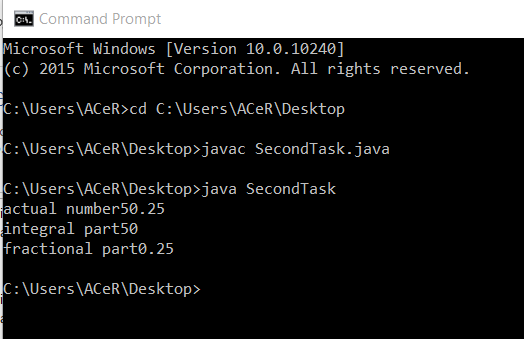 Command Prompt
Microsoft Windows [Version 10.0.10240]
(c) 2015 Microsoft Corporation. All rights reserved.
C:\Users\ACeR>cd C:\Users\ACeR\Desktop
C:\Users\ACeR\Desktop>javac SecondTask.java
C:\Users\ACeR\Desktop>java SecondTask
actual number50.25
integral part50
fractional part0.25
C:\Users\ACeR\Desktop>